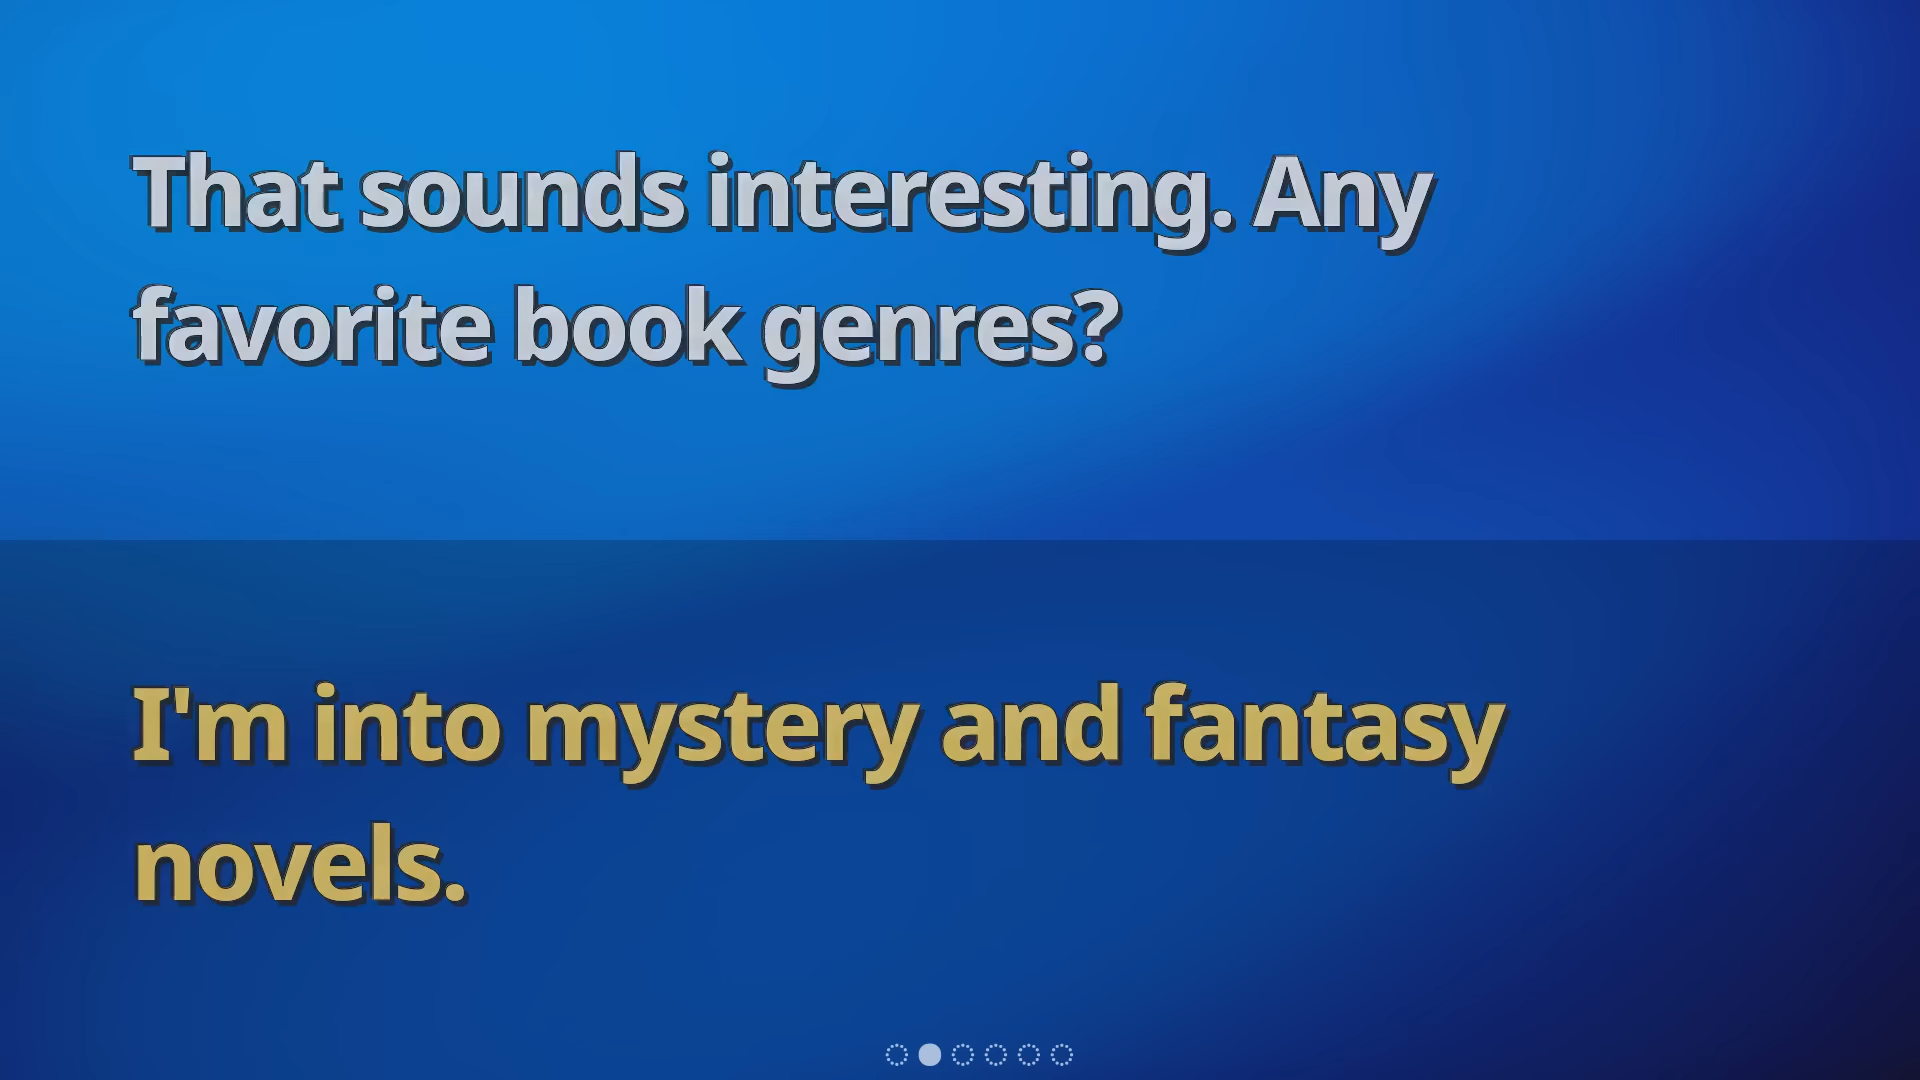 That sounds interesting. Any
favorite book genres?
I'm into mystery and fantasy
novels.